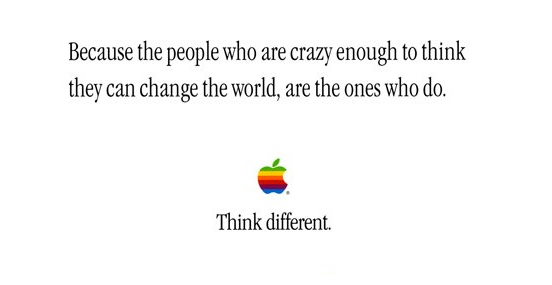 Because the people who are crazy enough to think
they can change the world, are the ones who do.
Think different.